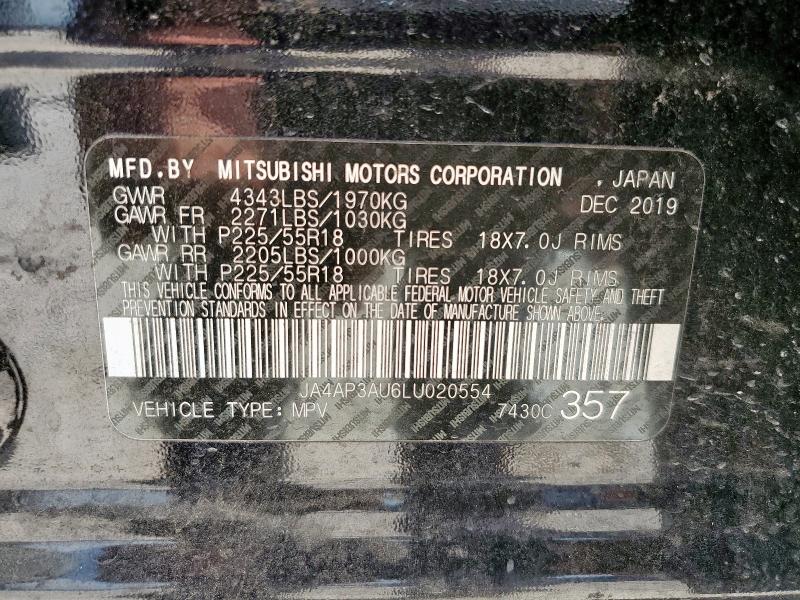 MFD.BY MITSUBISHI MOTORS CORPORATION , JAPAN
GVWR 4343LBS/1970KG DEC 2019
GAWR FR 2271LBS/1030KG
WITH P225/55R18 TIRES 18X7.0J RIMS
GAWR RR 2205LBS/1000KG
WITH P225/55R18 TIRES 18X7.0J RIMS
THIS VEHICLE CONFORMS TO ALL APPLICABLE FEDERAL MOTOR VEHICLE SAFETY AND THEFT
PREVENTION STANDARDS IN EFFECT ON THE DATE OF MANUFACTURE SHOWN ABOVE.
JA4AP3AU6LU020554
VEHICLE TYPE: MPV 7430C 357